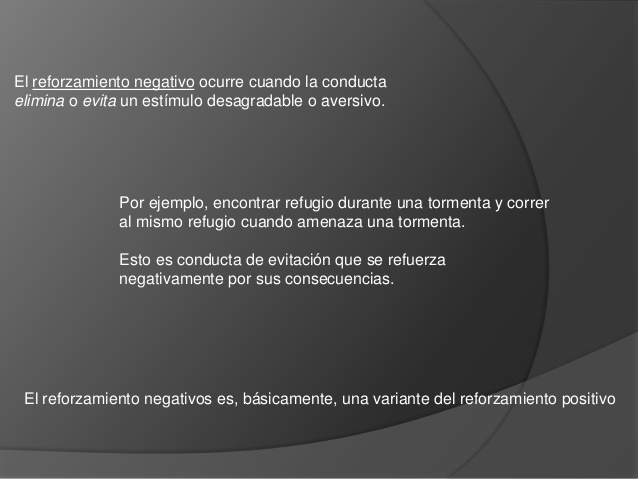 El reforzamiento negativo ocurre cuando la conducta
elimina o evita un estímulo desagradable o aversivo.
Por ejemplo, encontrar refugio durante una tormenta y correr
al mismo refugio cuando amenaza una tormenta.
Esto es conducta de evitación que se refuerza
negativamente por sus consecuencias.
El reforzamiento negativos es, básicamente, una variante del reforzamiento positivo